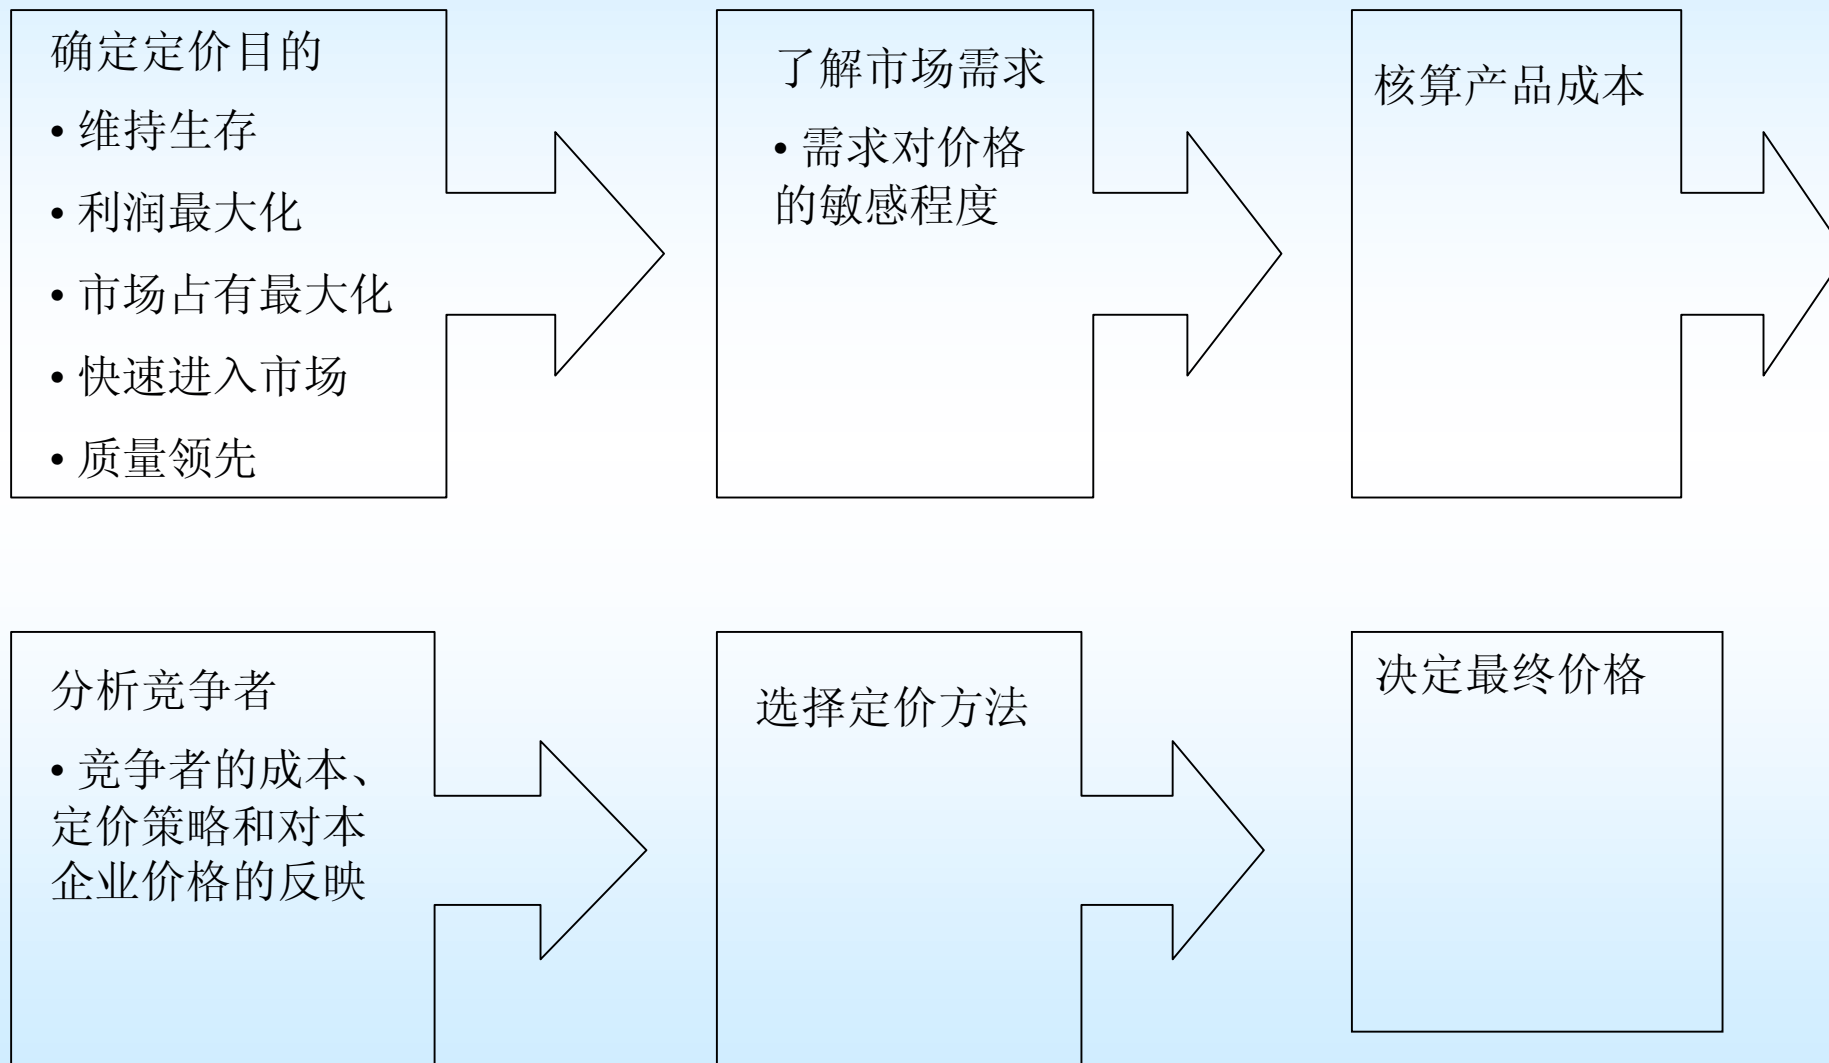 确定定价目的
• 维持生存
• 利润最大化
• 市场占有最大化
• 快速进入市场
• 质量领先
了解市场需求
• 需求对价格
的敏感程度
核算产品成本
分析竞争者
• 竞争者的成本、
定价策略和对本
企业价格的反映
选择定价方法
决定最终价格